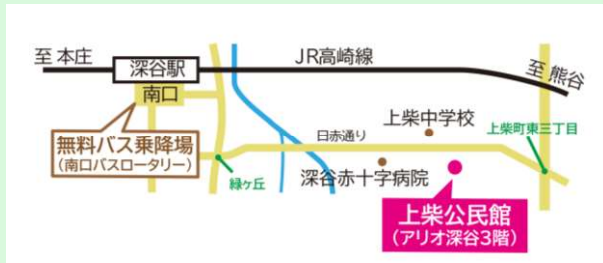 至 本庄
深谷駅
JR高崎線
至 熊谷
南口
無料バス乗降場
(南口バスロータリー)
日赤通り
上柴中学校
上柴町東三丁目
緑ヶ丘
深谷赤十字病院
上柴公民館
(アリオ深谷3階)